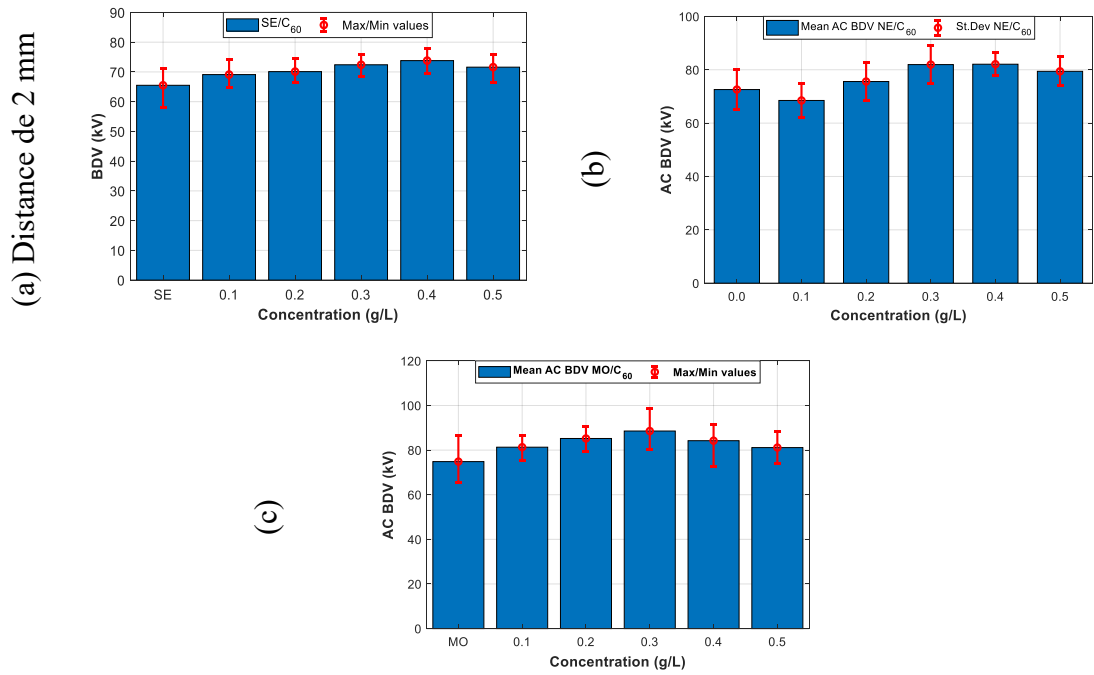 (a) Distance de 2 mm
SE/C60 Max/Min values
90
80
70
60
50
40
30
20
10
0
BDV (kV)
SE 0.1 0.2 0.3 0.4 0.5
Concentration (g/L)
(b)
Mean AC BDV NE/C60 St.Dev NE/C60
100
80
60
40
20
0
AC BDV (kV)
0.0 0.1 0.2 0.3 0.4 0.5
Concentration (g/L)
(c)
Mean AC BDV MO/C60 Max/Min values
120
100
80
60
40
20
0
AC BDV (kV)
MO 0.1 0.2 0.3 0.4 0.5
Concentration (g/L)